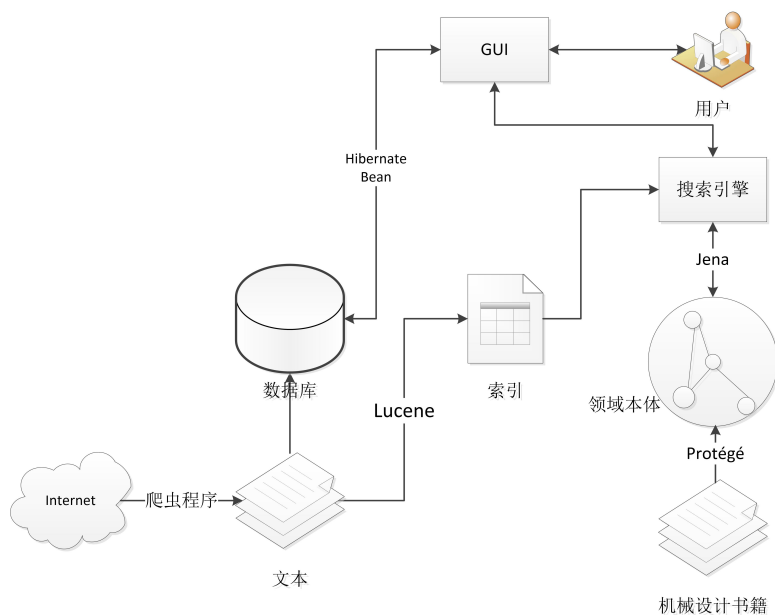 GUI
用户
Hibernate
Bean
搜索引擎
Jena
数据库
索引
Lucene
领域本体
Protégé
Internet
爬虫程序
文本
机械设计书籍